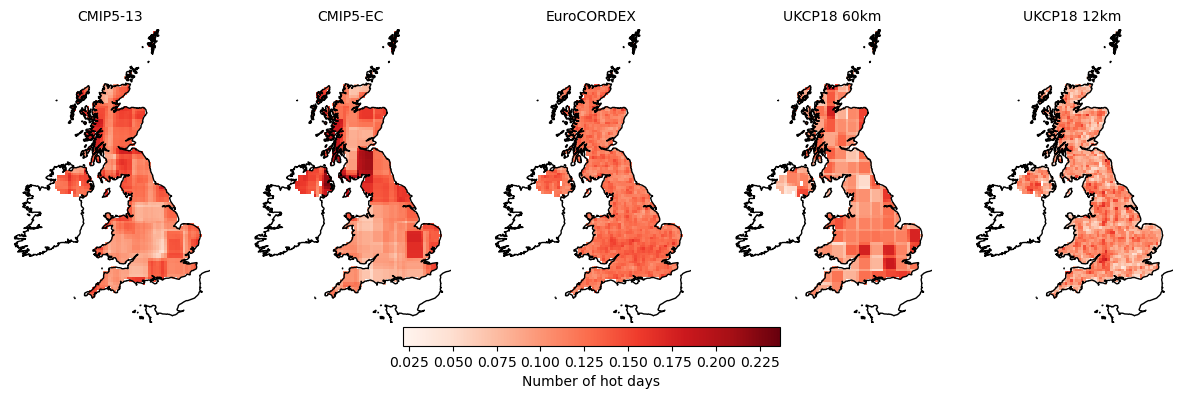 CMIP5-13 CMIP5-EC EuroCORDEX UKCP18 60km UKCP18 12km
0.025 0.050 0.075 0.100 0.125 0.150 0.175 0.200 0.225
Number of hot days